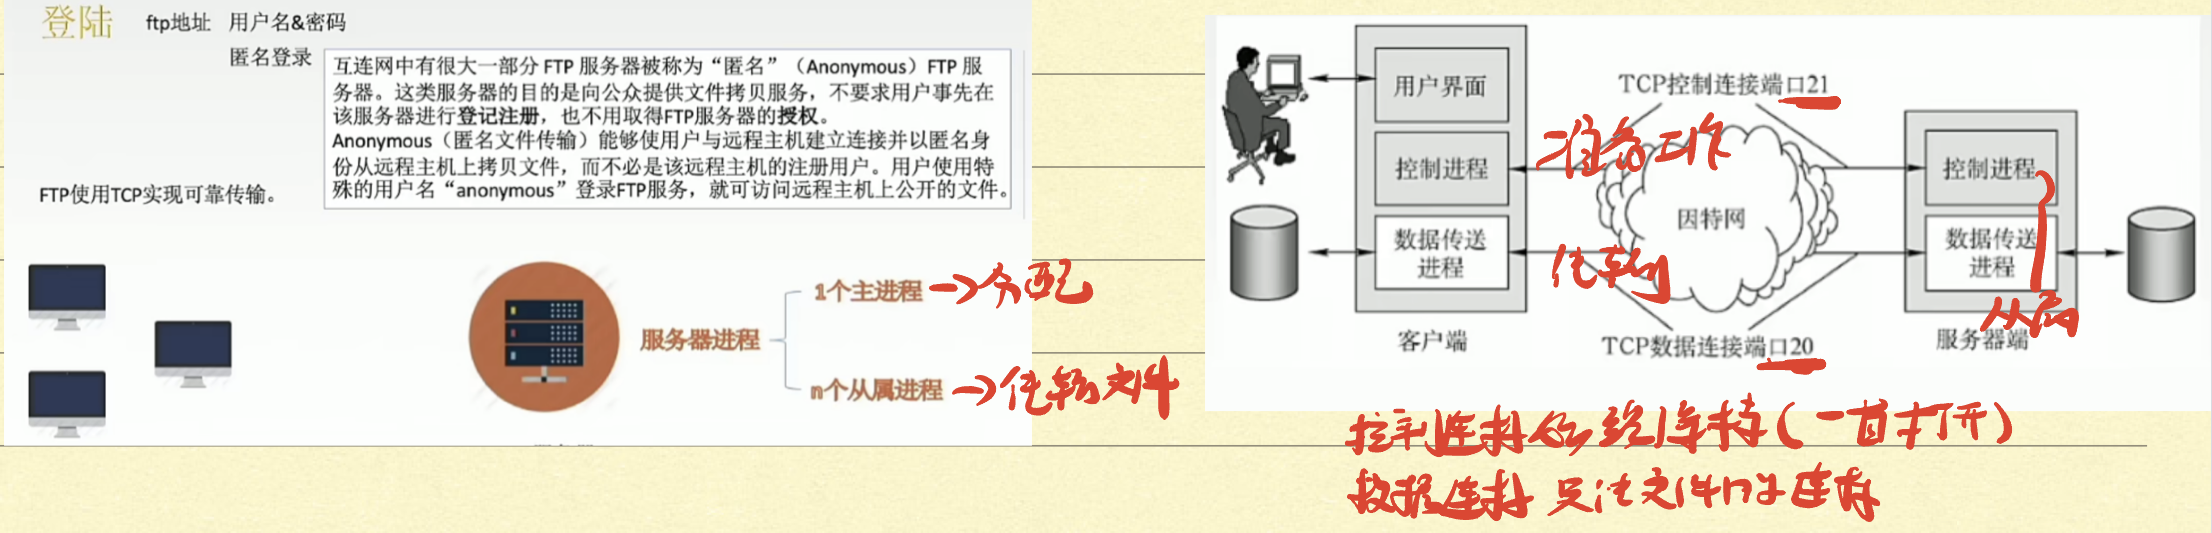 登陆
ftp地址 用户名&密码
匿名登录
互连网中有很大一部分 FTP 服务器被称为“匿名”（Anonymous）FTP 服
务器。这类服务器的目的是向公众提供文件拷贝服务，不要求用户事先在
该服务器进行登记注册，也不用取得FTP服务器的授权。
Anonymous（匿名文件传输）能够使用户与远程主机建立连接并以匿名身
份从远程主机上拷贝文件，而不必是该远程主机的注册用户。用户使用特
殊的用户名“anonymous”登录FTP服务，就可访问远程主机上公开的文件。
FTP使用TCP实现可靠传输。
服务器进程
1个主进程
→分配
n个从属进程
→传输文件
用户界面
控制进程
数据传送
进程
客户端
TCP控制连接端口21
准备工作
因特网
传输
TCP数据连接端口20
控制进程
数据传送
进程
从属
服务器端
控制连接 始终保持(一直打开)
数据连接 只传文件时才连接